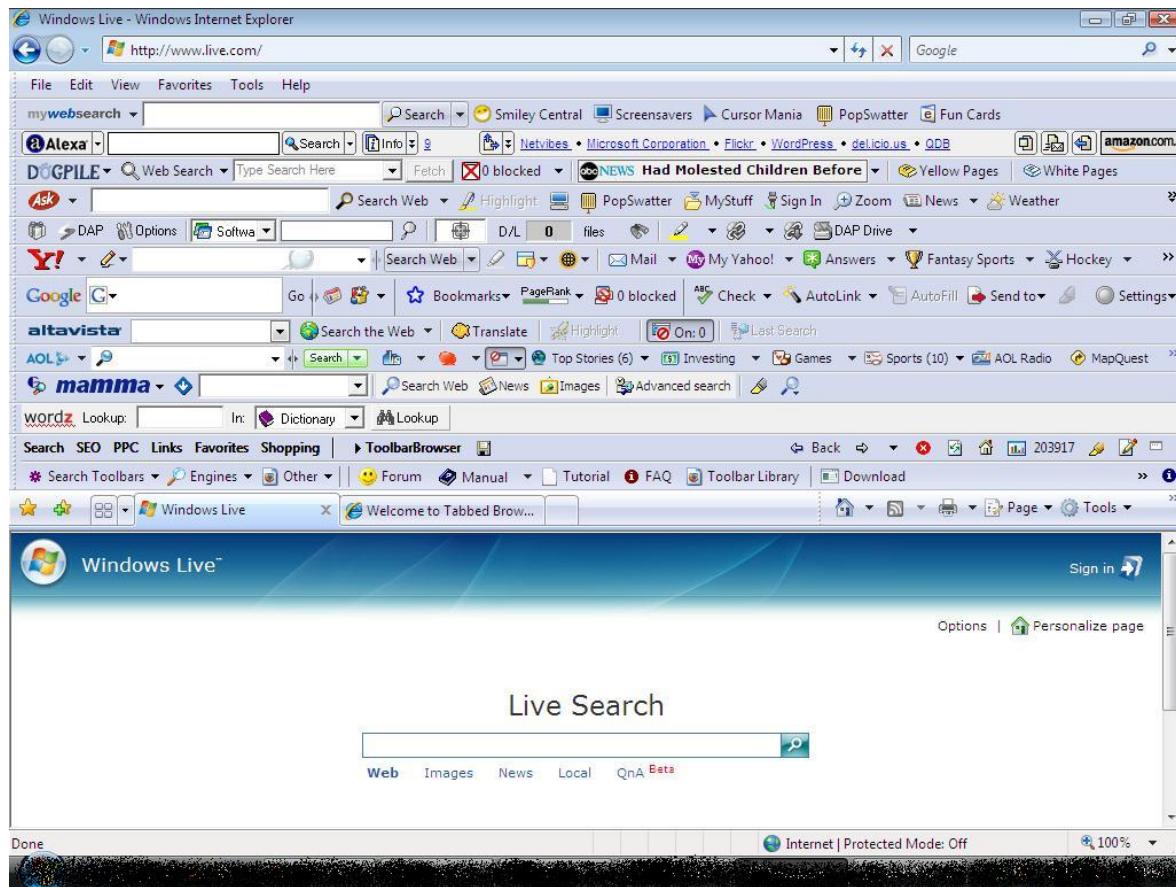 Windows Live - Windows Internet Explorer
http://www.live.com/ Google
File Edit View Favorites Tools Help
mywebsearch Search Smiley Central Screensavers Cursor Mania PopSwatter Fun Cards
Alexa Search Info 9 Netvibes • Microsoft Corporation • Flickr • WordPress • del.icio.us • QDB amazon.com
DOGPILE Web Search Type Search Here Fetch 0 blocked abc NEWS Had Molested Children Before Yellow Pages White Pages
Ask Search Web Highlight PopSwatter MyStuff Sign In Zoom News Weather
DAP Options Softwa D/L 0 files DAP Drive
Y! Search Web Mail My Yahoo! Answers Fantasy Sports Hockey
Google G Go Bookmarks PageRank 0 blocked ABC Check AutoLink AutoFill Send to Settings
altavista Search the Web Translate Highlight On: 0 Last Search
AOL Search Top Stories (6) Investing Games Sports (10) AOL Radio MapQuest
mamma Search Web News Images Advanced search
wordz Lookup: In: Dictionary Lookup
Search SEO PPC Links Favorites Shopping ToolbarBrowser Back 203917
Search Toolbars Engines Other Forum Manual Tutorial FAQ Toolbar Library Download
Windows Live X Welcome to Tabbed Brow... Page Tools
Windows Live™ Sign in
Options | Personalize page
Live Search
Web Images News Local QnA Beta
Done Internet | Protected Mode: Off 100%